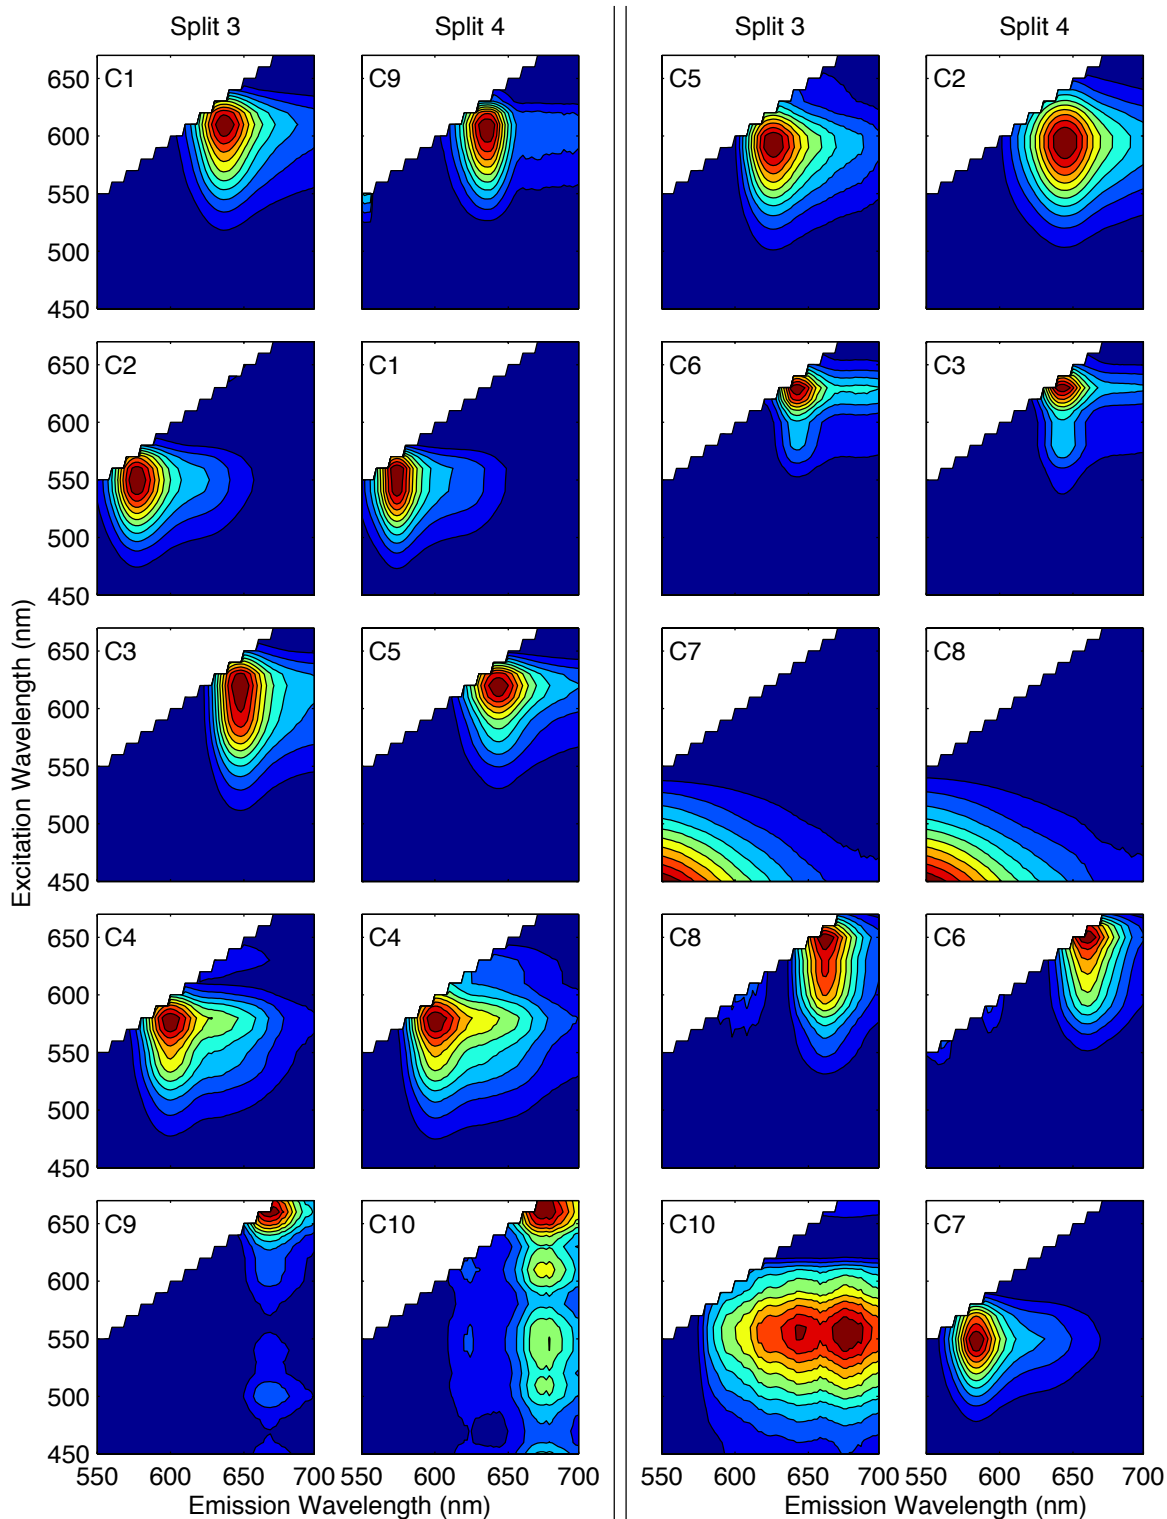 Split 3 Split 4 Split 3 Split 4
650 C1 C9 C5 C2
600
550
500
450
650 C2 C1 C6 C3
600
550
500
450
650 C3 C5 C7 C8
600
550
500
450
650 C4 C4 C8 C6
600
550
500
450
650 C9 C10 C10 C7
600
550
500
450
550 600 650 700 550 600 650 700 550 600 650 700 550 600 650 700
Emission Wavelength (nm) Emission Wavelength (nm)
Excitation Wavelength (nm)